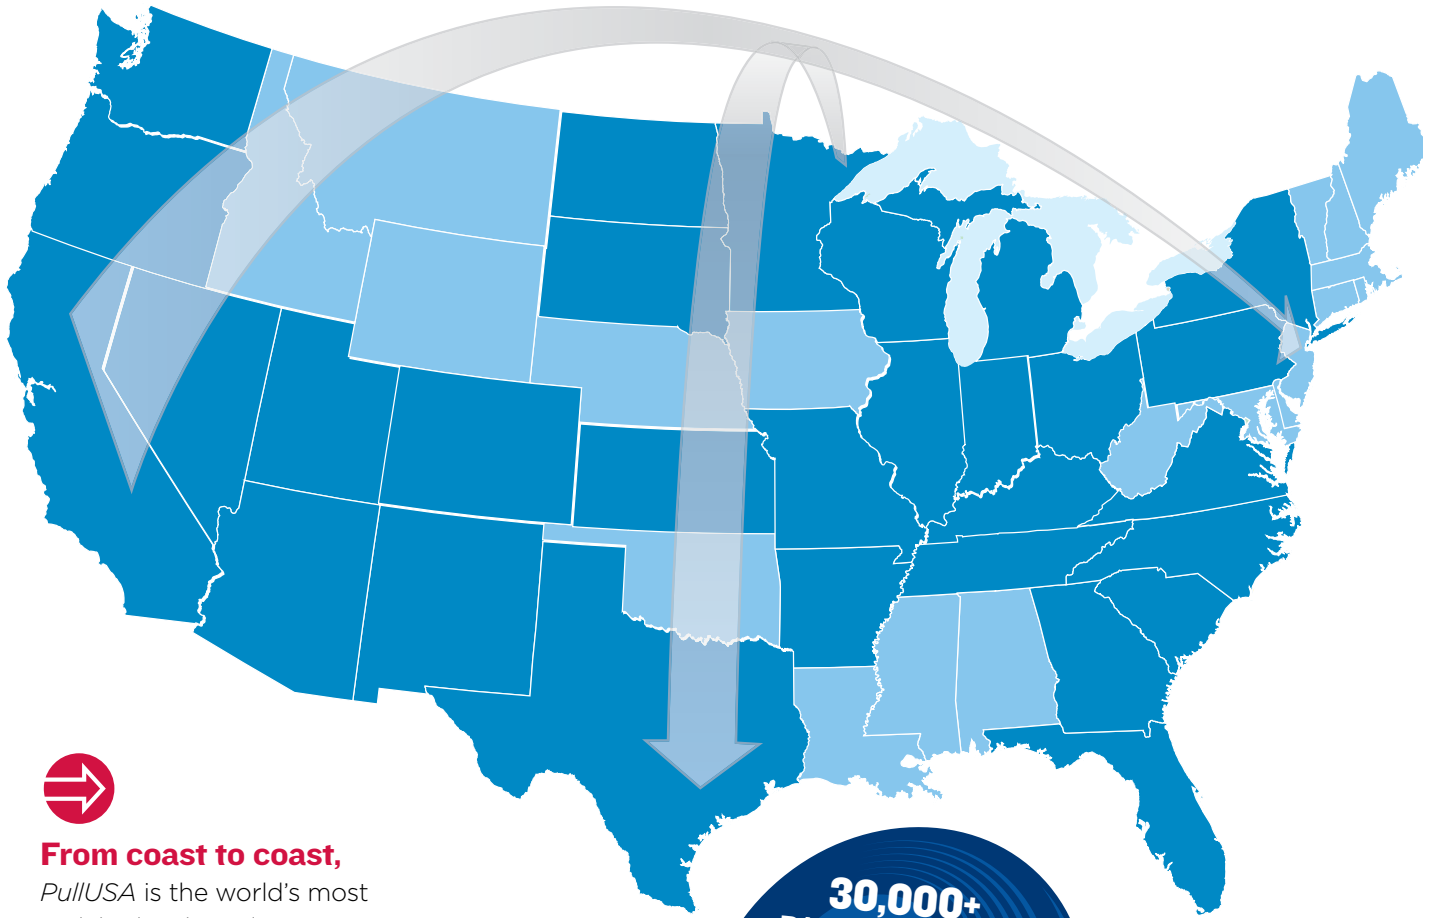 From coast to coast,
PullUSA is the world's most
30,000+